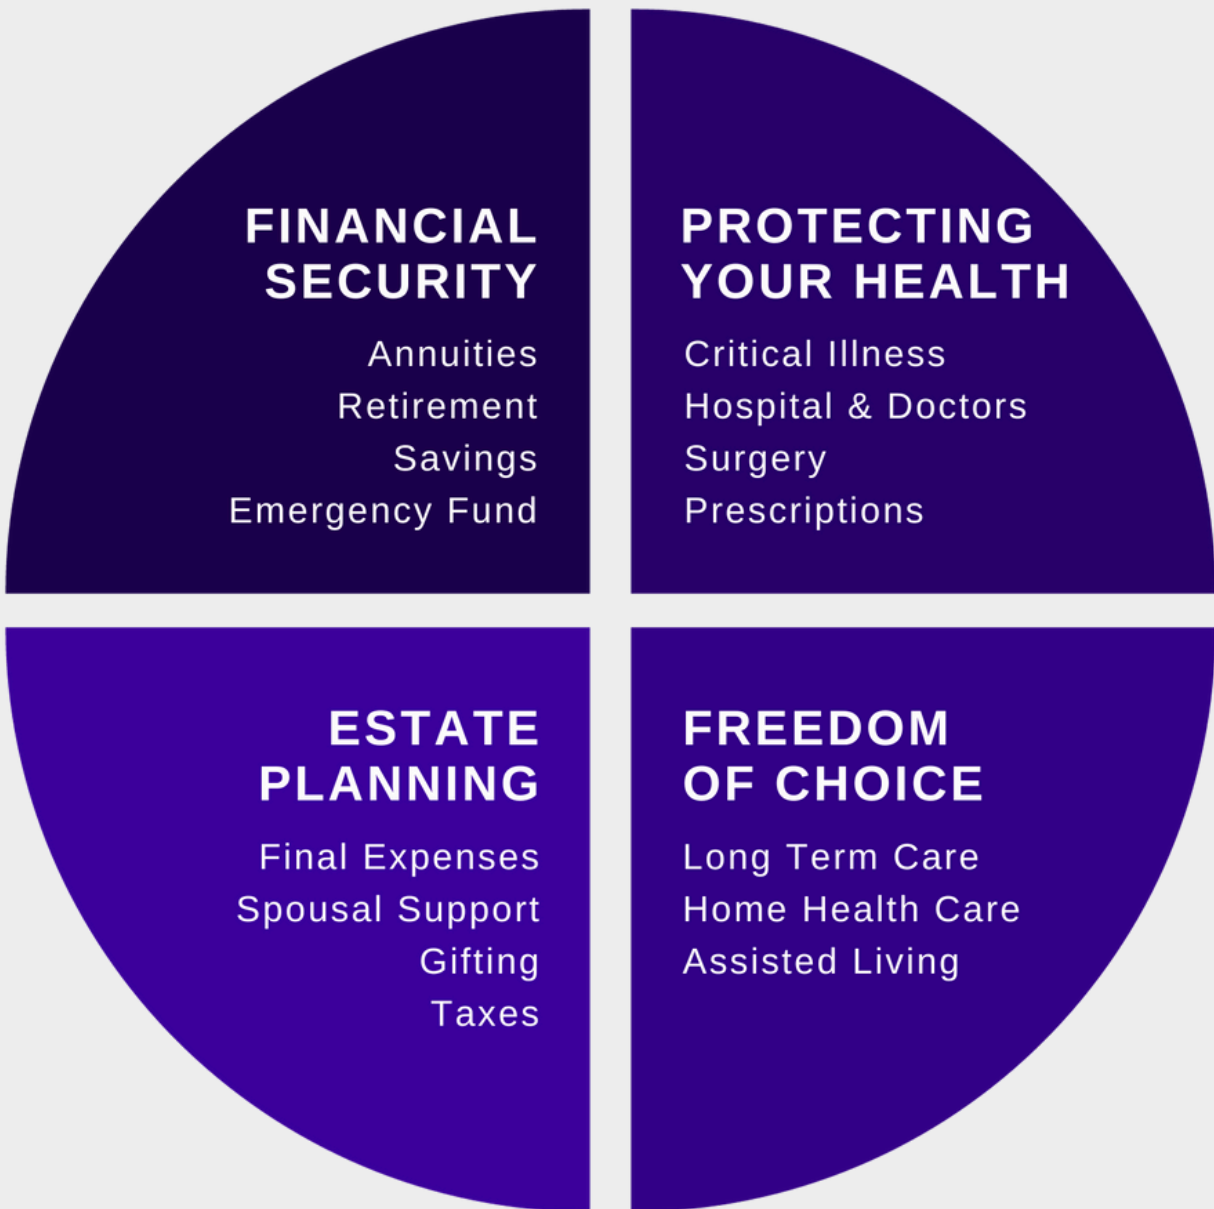 FINANCIAL
SECURITY
Annuities
Retirement
Savings
Emergency Fund
PROTECTING
YOUR HEALTH
Critical Illness
Hospital & Doctors
Surgery
Prescriptions
ESTATE
PLANNING
Final Expenses
Spousal Support
Gifting
Taxes
FREEDOM
OF CHOICE
Long Term Care
Home Health Care
Assisted Living